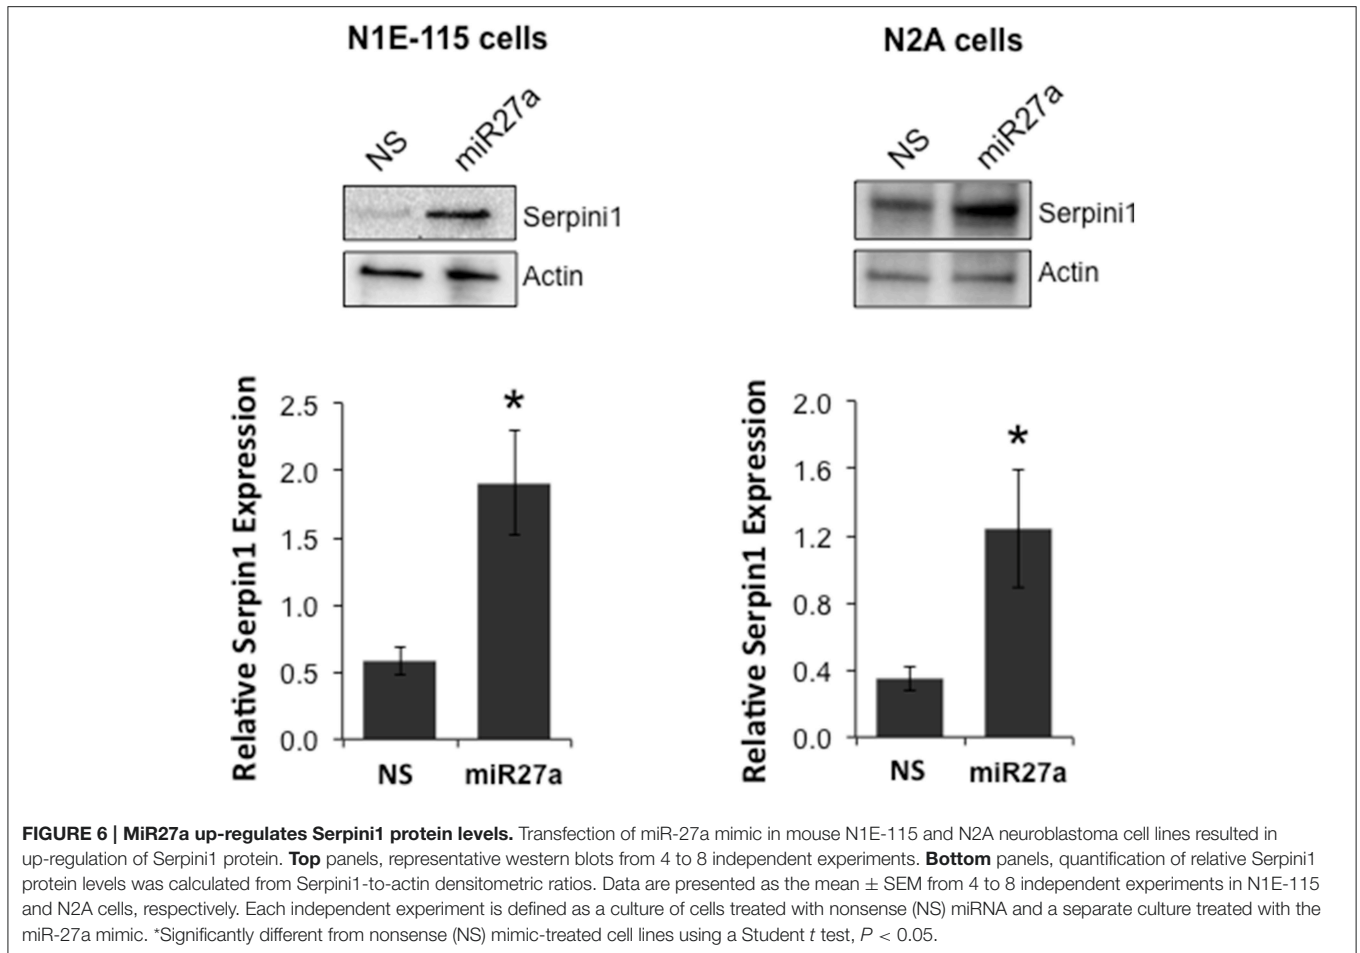 N1E-115 cells
NS
miR27a
Serpini1
Actin
2.5
2.0
1.5
1.0
0.5
0.0
Relative Serpin1 Expression
*
NS
miR27a
N2A cells
NS
miR27a
Serpini1
Actin
2.0
1.6
1.2
0.8
0.4
0.0
Relative Serpin1 Expression
*
NS
miR27a
FIGURE 6 | MiR27a up-regulates Serpini1 protein levels. Transfection of miR-27a mimic in mouse N1E-115 and N2A neuroblastoma cell lines resulted in
up-regulation of Serpini1 protein. Top panels, representative western blots from 4 to 8 independent experiments. Bottom panels, quantification of relative Serpini1
protein levels was calculated from Serpini1-to-actin densitometric ratios. Data are presented as the mean ± SEM from 4 to 8 independent experiments in N1E-115
and N2A cells, respectively. Each independent experiment is defined as a culture of cells treated with nonsense (NS) miRNA and a separate culture treated with the
miR-27a mimic. *Significantly different from nonsense (NS) mimic-treated cell lines using a Student t test, P < 0.05.